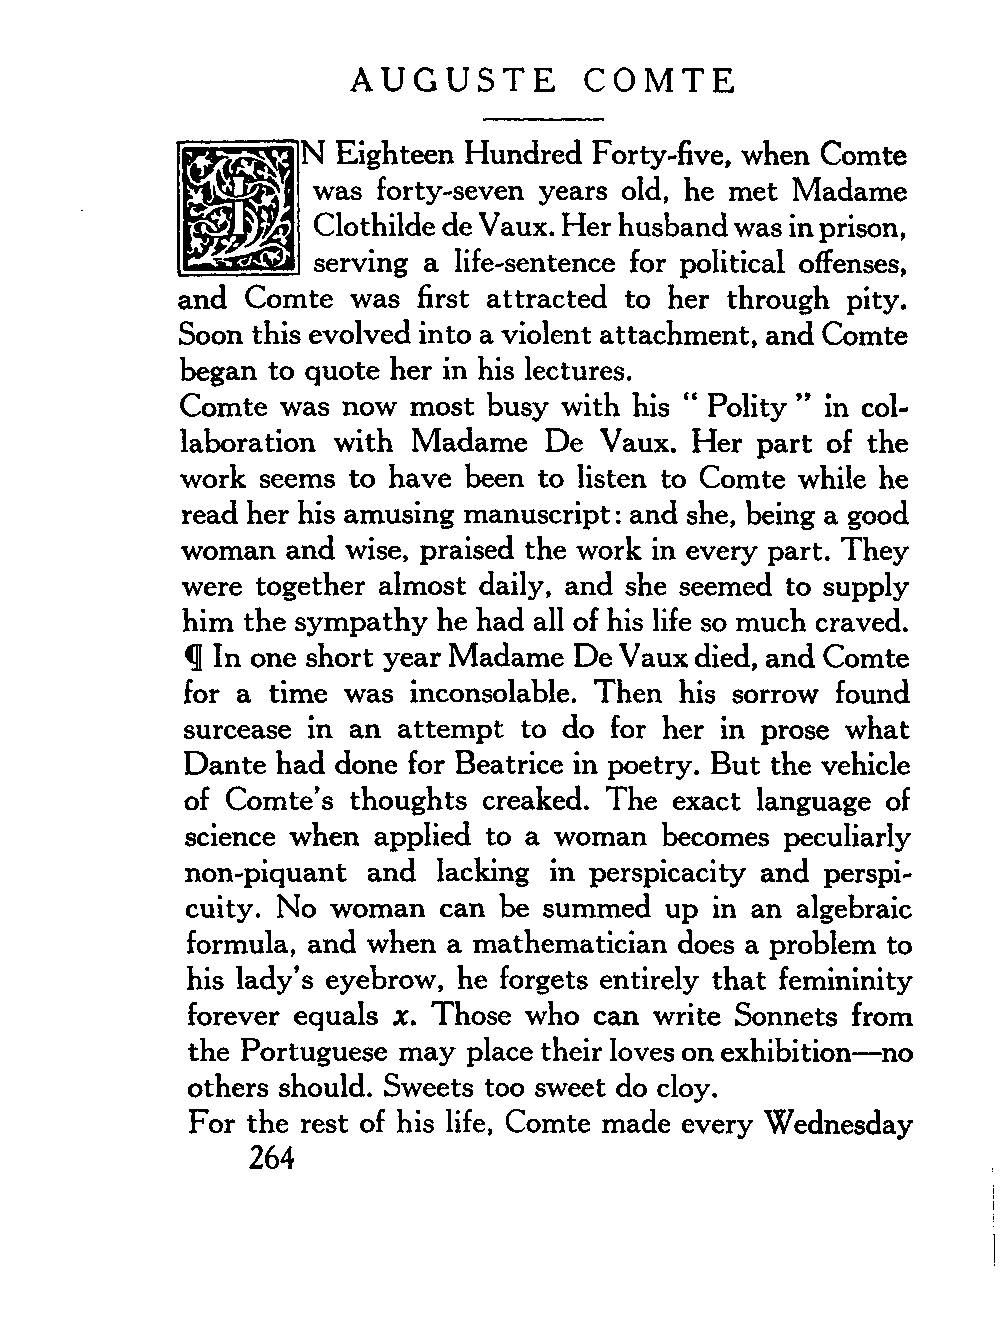 AUGUSTE COMTE
IN Eighteen Hundred Forty-five, when Comte
was forty-seven years old, he met Madame
Clothilde de Vaux. Her husband was in prison,
serving a life-sentence for political offenses,
and Comte was first attracted to her through pity.
Soon this evolved into a violent attachment, and Comte
began to quote her in his lectures.
Comte was now most busy with his “ Polity ” in col-
laboration with Madame De Vaux. Her part of the
work seems to have been to listen to Comte while he
read her his amusing manuscript: and she, being a good
woman and wise, praised the work in every part. They
were together almost daily, and she seemed to supply
him the sympathy he had all of his life so much craved.
¶ In one short year Madame De Vaux died, and Comte
for a time was inconsolable. Then his sorrow found
surcease in an attempt to do for her in prose what
Dante had done for Beatrice in poetry. But the vehicle
of Comte's thoughts creaked. The exact language of
science when applied to a woman becomes peculiarly
non-piquant and lacking in perspicacity and perspi-
cuity. No woman can be summed up in an algebraic
formula, and when a mathematician does a problem to
his lady's eyebrow, he forgets entirely that femininity
forever equals x. Those who can write Sonnets from
the Portuguese may place their loves on exhibition—no
others should. Sweets too sweet do cloy.
For the rest of his life, Comte made every Wednesday
264